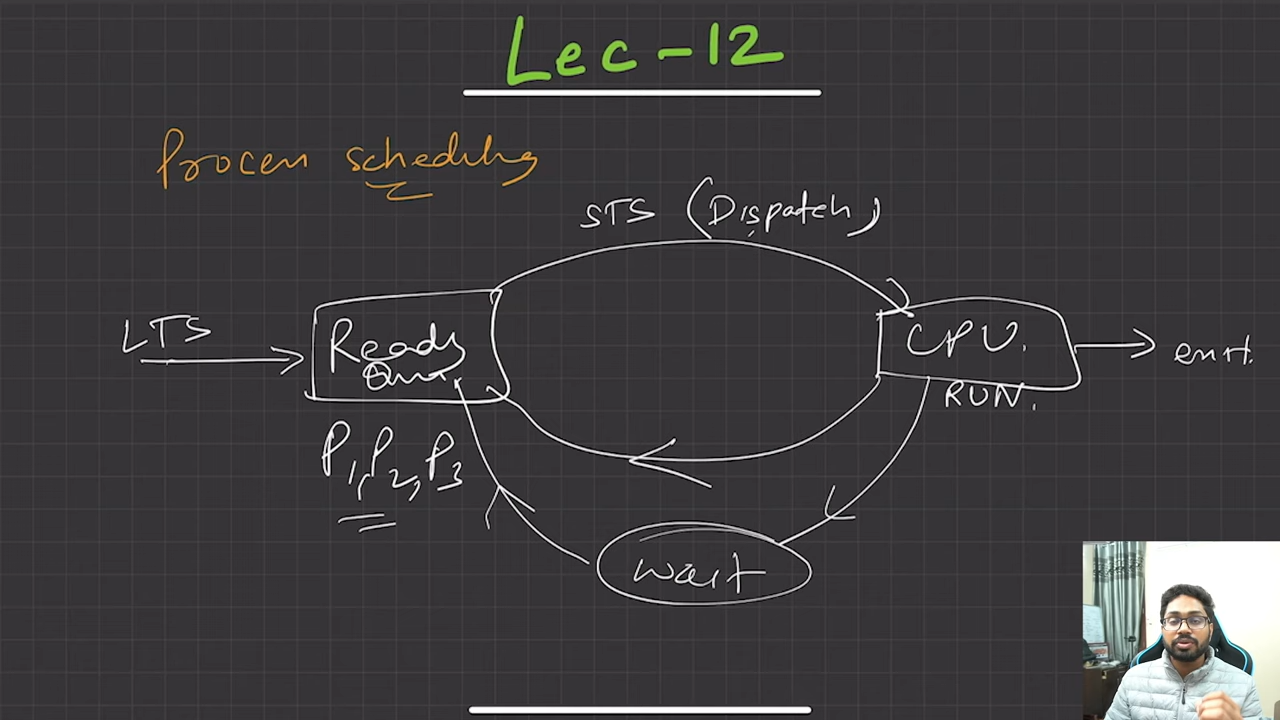 Lec-12
Process scheduling
STS (Dispatch)
LTS
Ready
Queue
CPU.
RUN.
exit.
P1, P2, P3
wait